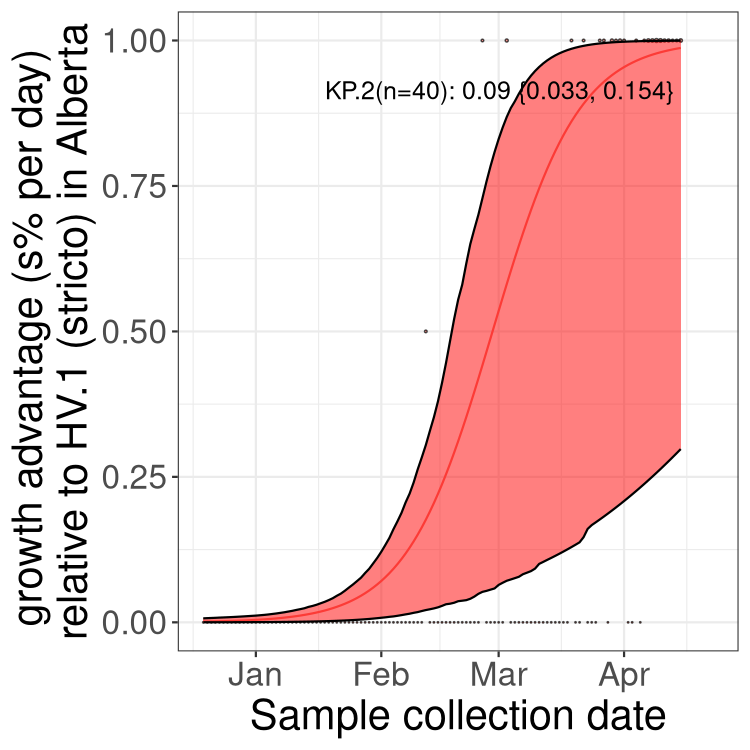 growth advantage (s% per day)
relative to HV.1 (stricto) in Alberta
1.00
0.75
0.50
0.25
0.00
KP.2(n=40): 0.09 {0.033, 0.154}
Jan Feb Mar Apr
Sample collection date